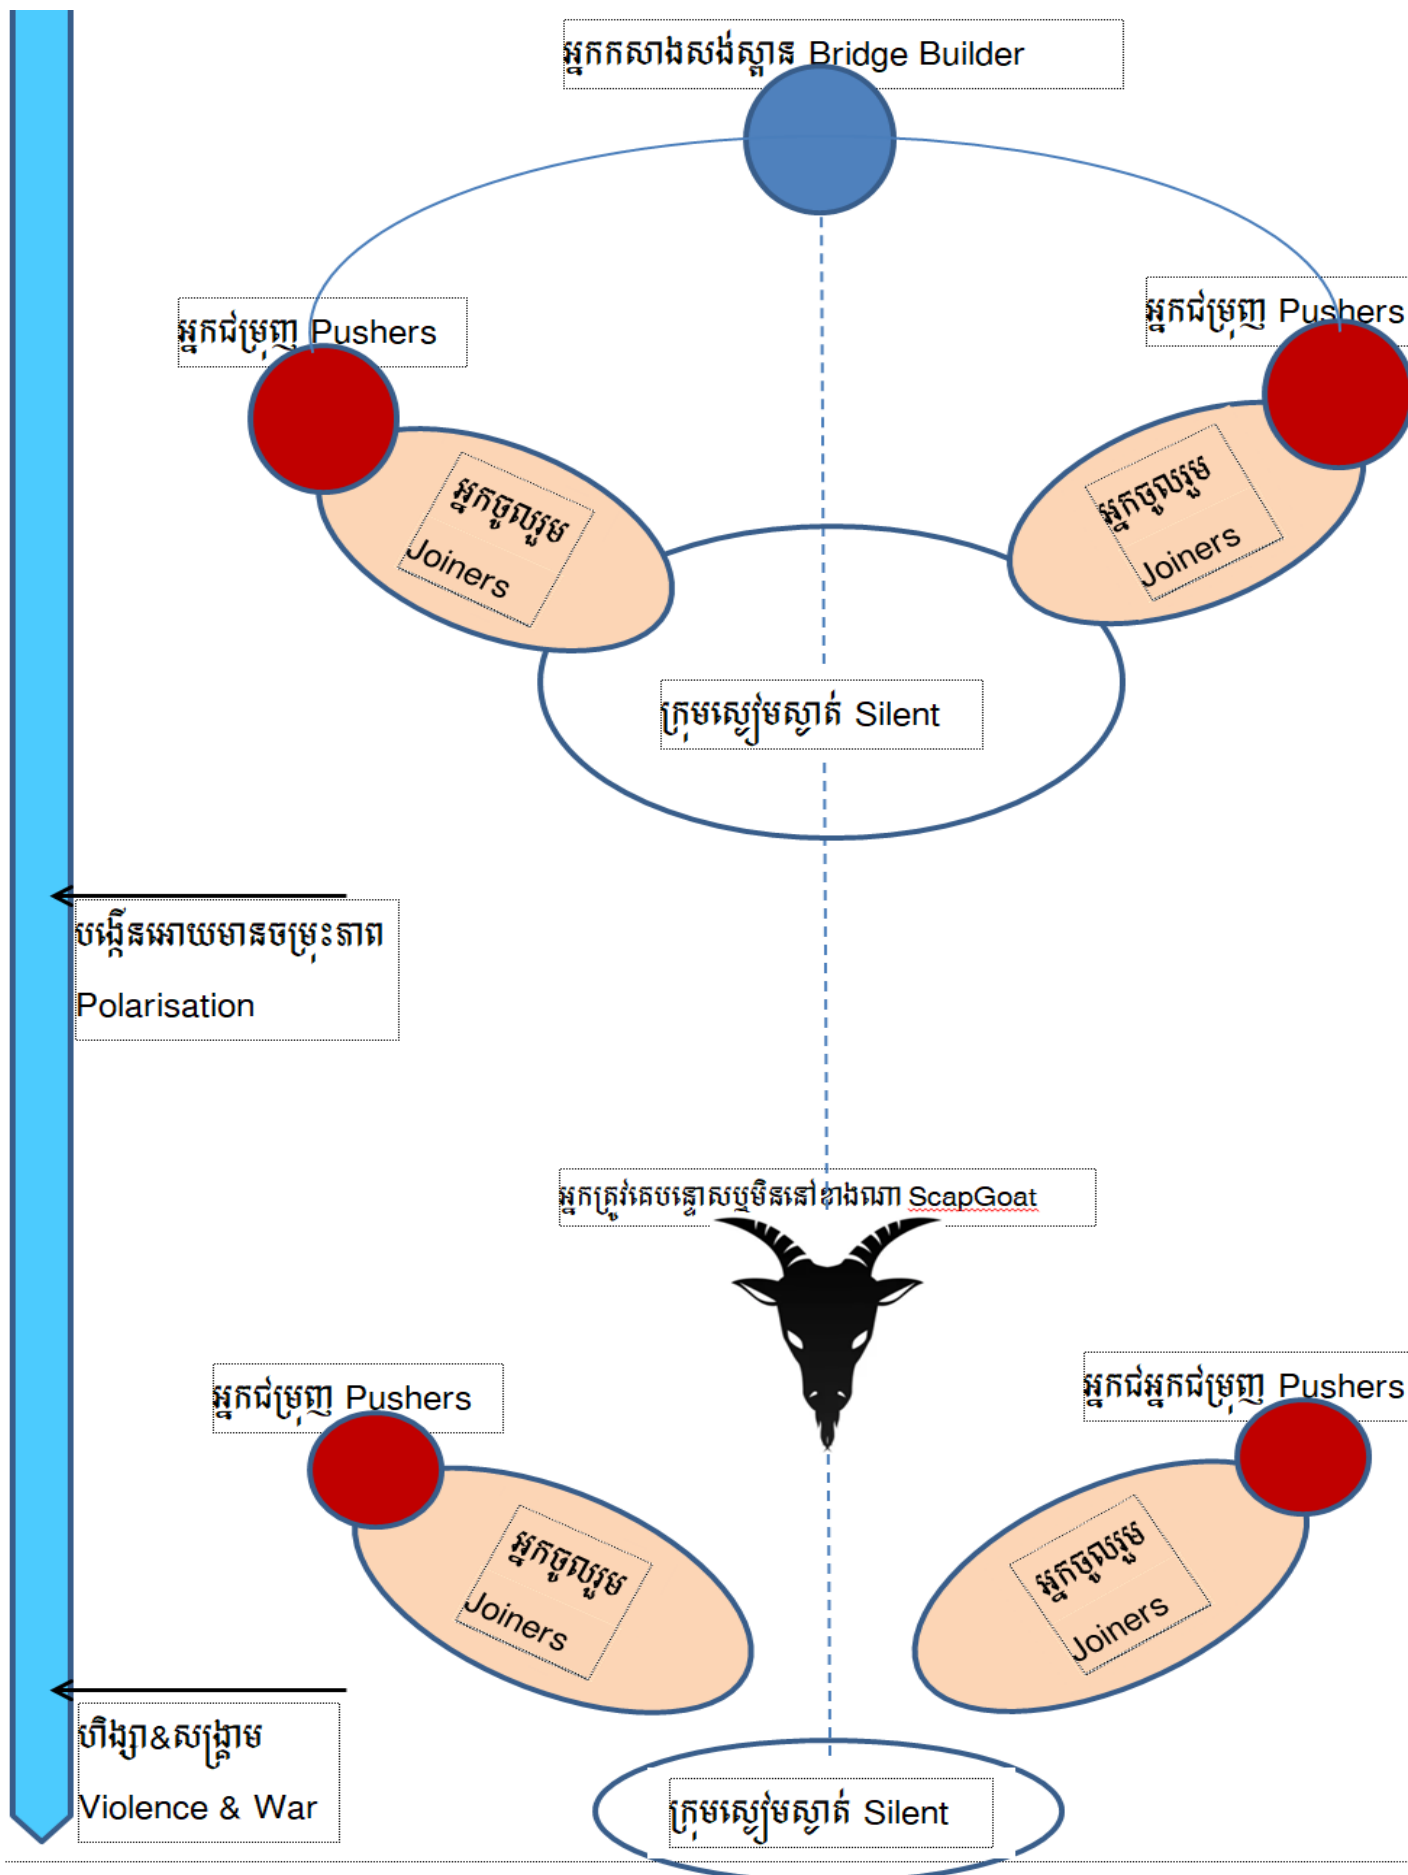 អ្នកកសាងសង់ស្ពាន Bridge Builder
អ្នកជំម្រុញ Pushers
អ្នកជំម្រុញ Pushers
អ្នកចូលរួម
Joiners
អ្នកចូលរួម
Joiners
ក្រុមស្ងៀមស្ងាត់ Silent
បង្កើនអោយមានចម្រុះភាព
Polarisation
អ្នកត្រូវគេបន្ទោសឬមិននៅខាងណា ScapGoat
អ្នកជំម្រុញ Pushers
អ្នកជំអ្នកជំម្រុញ Pushers
អ្នកចូលរួម
Joiners
អ្នកចូលរួម
Joiners
ហិង្សា&សង្គ្រាម
Violence & War
ក្រុមស្ងៀមស្ងាត់ Silent